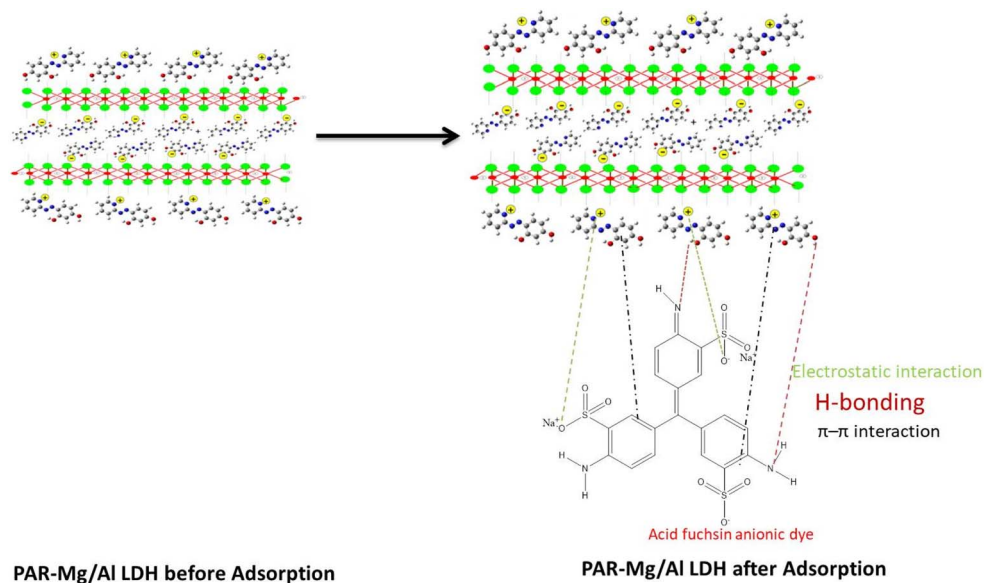 H
N
O
S
O
O
O-
Na+
O
O
S
Na+
O
Electrostatic interaction
H-bonding
π–π interaction
H
N
H
N
H
H
O
S
O
O-
Acid fuchsin anionic dye
PAR-Mg/Al LDH before Adsorption
PAR-Mg/Al LDH after Adsorption